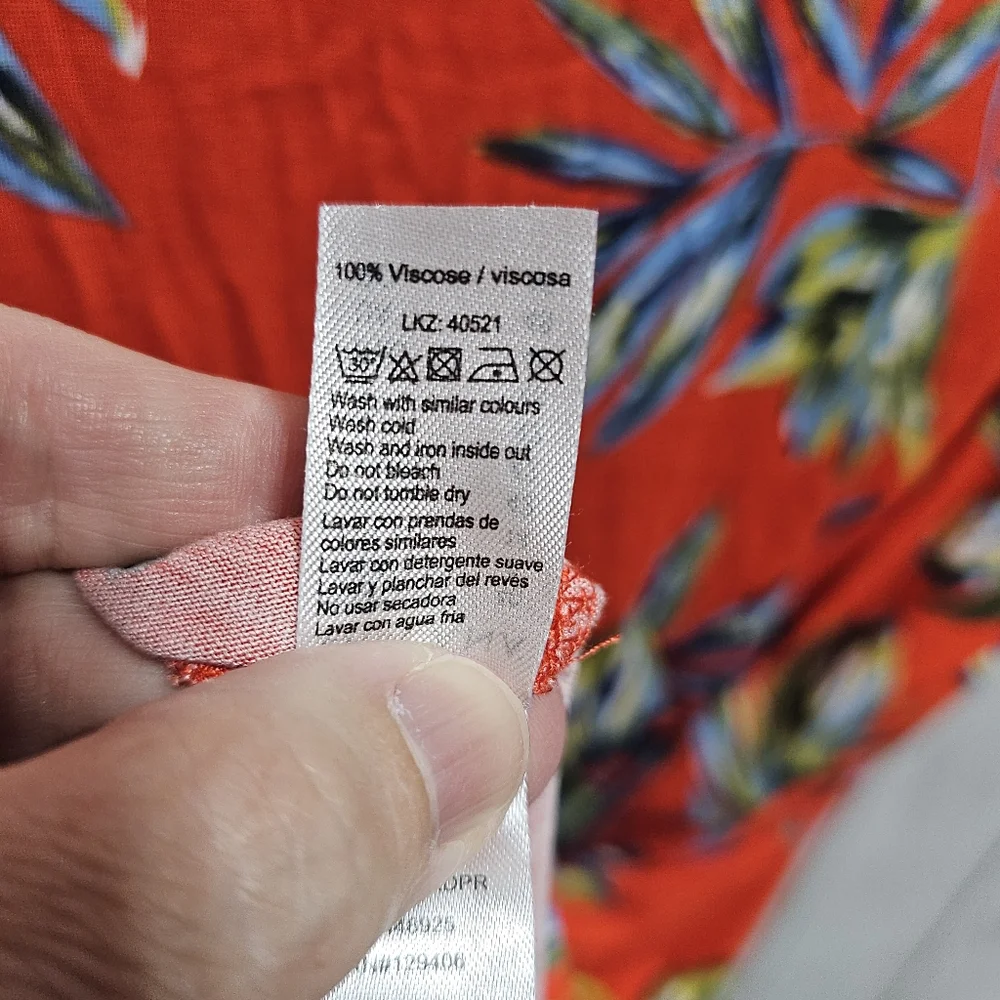 100% Viscose / viscosa
LKZ: 40521
30°
Wash with similar colours
Wash cold
Wash and iron inside out
Do not bleach
Do not tomble dry
Lavar con prendas de
colores similares
Lavar con detergente suave
Lavar y planchar del revés
No usar secadora
Lavar con agua fria